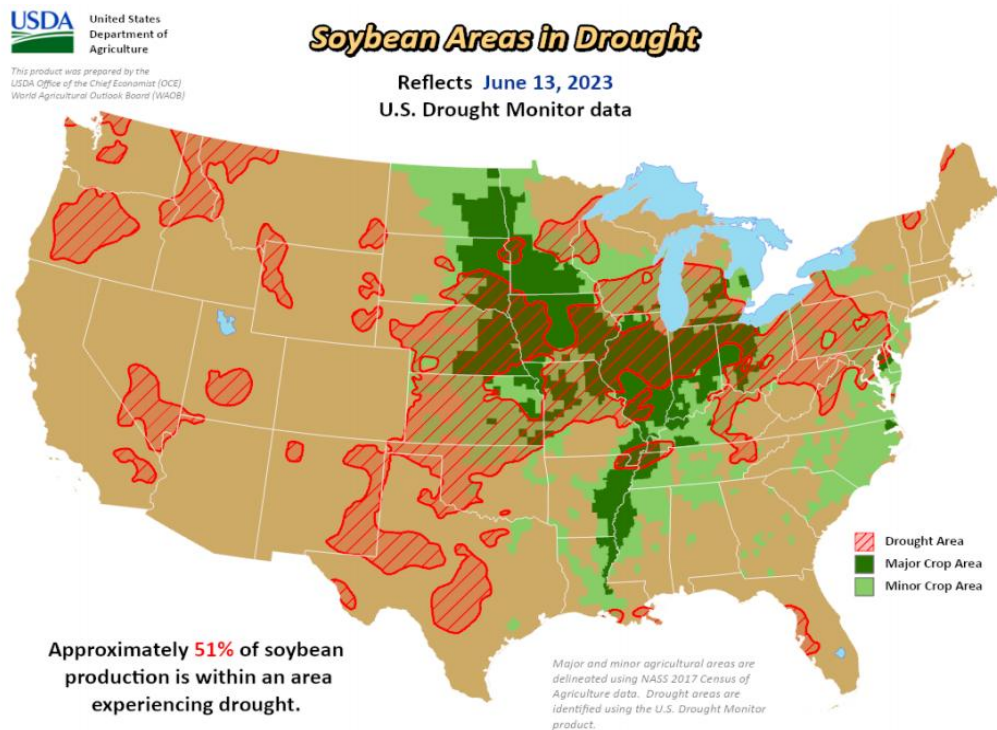 USDA
United States
Department of
Agriculture
This product was prepared by the
USDA Office of the Chief Economist (OCE)
World Agricultural Outlook Board (WAOB)
Soybean Areas in Drought
Reflects June 13, 2023
U.S. Drought Monitor data
Drought Area
Major Crop Area
Minor Crop Area
Approximately 51% of soybean
production is within an area
experiencing drought.
Major and minor agricultural areas are
delineated using NASS 2017 Census of
Agriculture data. Drought areas are
identified using the U.S. Drought Monitor
product.